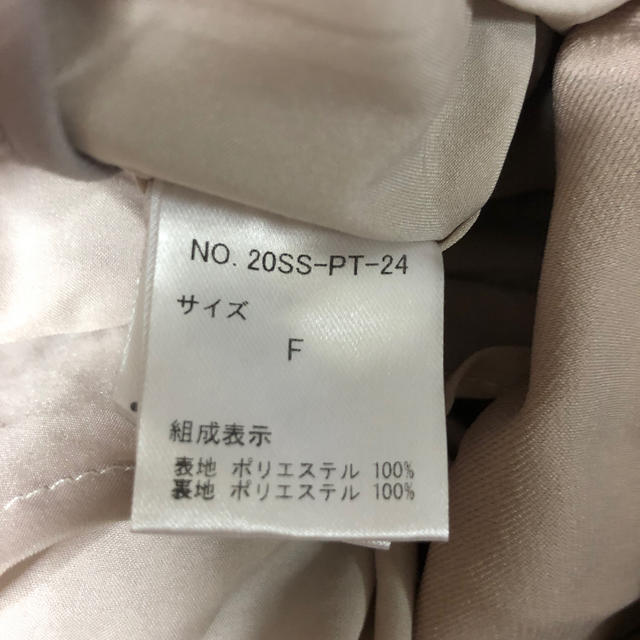 NO. 20SS-PT-24
サイズ
F
組成表示
表地 ポリエステル 100%
裏地 ポリエステル 100%